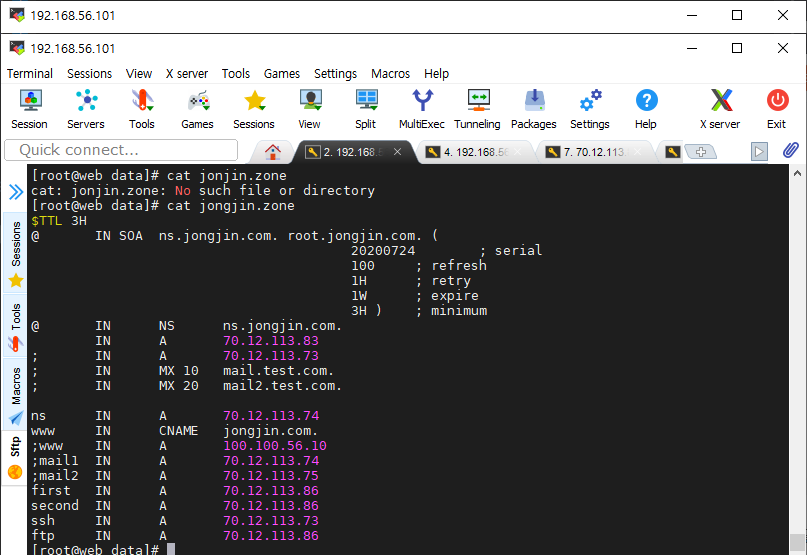 192.168.56.101
192.168.56.101
Terminal Sessions View X server Tools Games Settings Macros Help
Session Servers Tools Games Sessions View Split MultiExec Tunneling Packages Settings Help X server Exit
Quick connect...
2. 192.168.5 4. 192.168.56 7. 70.12.113
Sessions
Tools
Macros
Sftp
[root@web data]# cat jonjin.zone
cat: jonjin.zone: No such file or directory
[root@web data]# cat jongjin.zone
$TTL 3H
@ IN SOA ns.jongjin.com. root.jongjin.com. (
20200724 ; serial
100 ; refresh
1H ; retry
1W ; expire
3H ) ; minimum
@ IN NS ns.jongjin.com.
IN A 70.12.113.83
; IN A 70.12.113.73
; IN MX 10 mail.test.com.
; IN MX 20 mail2.test.com.
ns IN A 70.12.113.74
www IN CNAME jongjin.com.
;www IN A 100.100.56.10
;mail1 IN A 70.12.113.74
;mail2 IN A 70.12.113.75
first IN A 70.12.113.86
second IN A 70.12.113.86
ssh IN A 70.12.113.73
ftp IN A 70.12.113.86
[root@web data]#